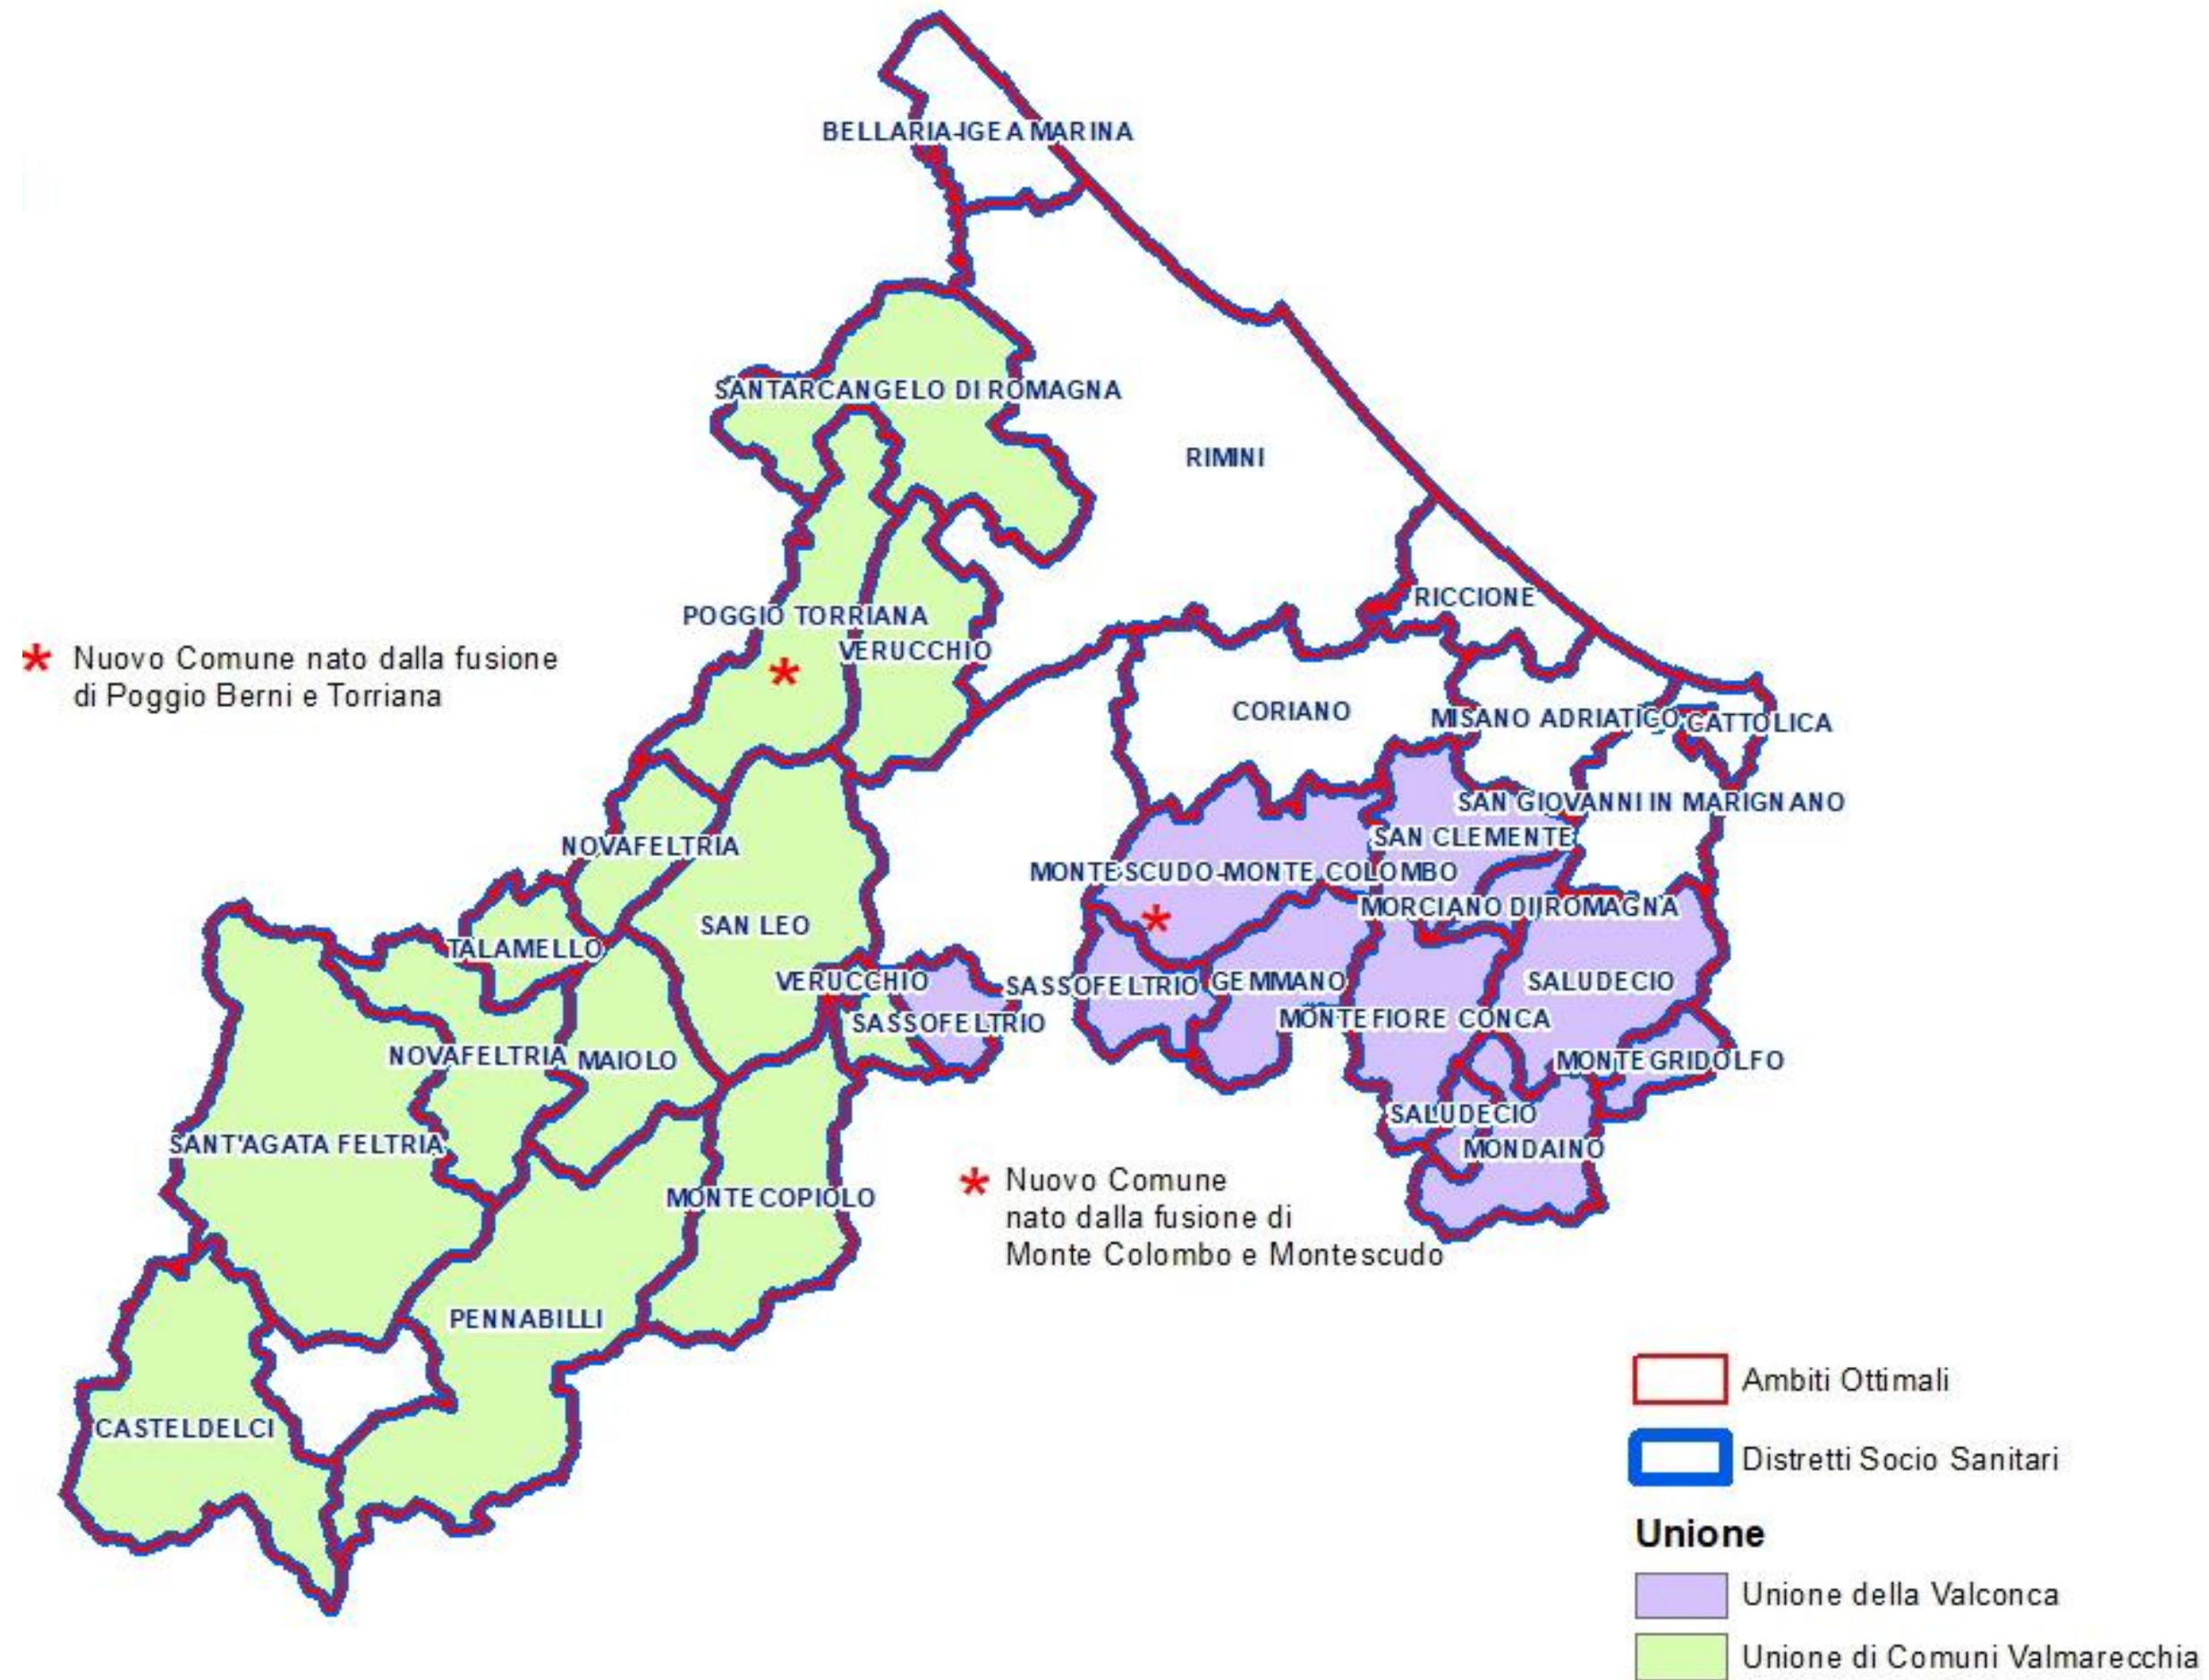 BELLARIA-IGEA MARINA
SANTARCANGELO DI ROMAGNA
RIMINI
RICCIONE
POGGIO TORRIANA
VERUCCHIO
* Nuovo Comune nato dalla fusione
di Poggio Berni e Torriana
*
CORIANO
MISANO ADRIATICO
CATTOLICA
SAN GIOVANNI IN MARIGNANO
SAN CLEMENTE
NOVAFELTRIA
MONTESCUDO-MONTE COLOMBO
MORCIANO DI ROMAGNA
*
SAN LEO
TALAMELLO
VERUCCHIO
SASSOFELTRIO
GEMMANO
SALUDECIO
SASSOFELTRIO
MONTEFIORE CONCA
NOVAFELTRIA
MAIOLO
MONTEGRIDOLFO
SALUDECIO
SANT'AGATA FELTRIA
MONDAINO
MONTECOPIOLO
* Nuovo Comune
nato dalla fusione di
Monte Colombo e Montescudo
PENNABILLI
CASTELDELCI
Ambiti Ottimali
Distretti Socio Sanitari
Unione
Unione della Valconca
Unione di Comuni Valmarecchia